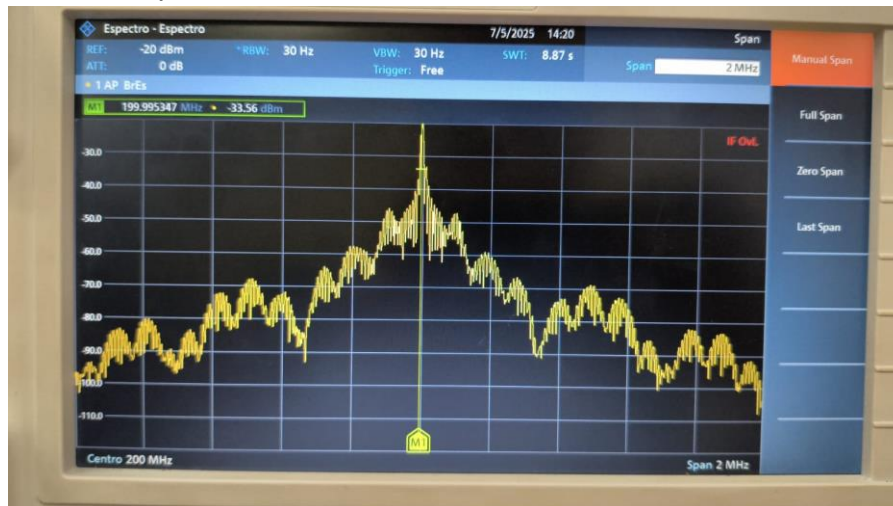 Espectro - Espectro 7/5/2025 14:20 Span
REF: -20 dBm *RBW: 30 Hz VBW: 30 Hz SWT: 8.87 s
ATT: 0 dB Trigger: Free
Span 2 MHz
1 AP BrEs
M1 199.995347 MHz -33.56 dBm
IF OvL
-30.0
-40.0
-50.0
-60.0
-70.0
-80.0
-90.0
-100.0
-110.0
M1
Centro 200 MHz Span 2 MHz
Manual Span
Full Span
Zero Span
Last Span